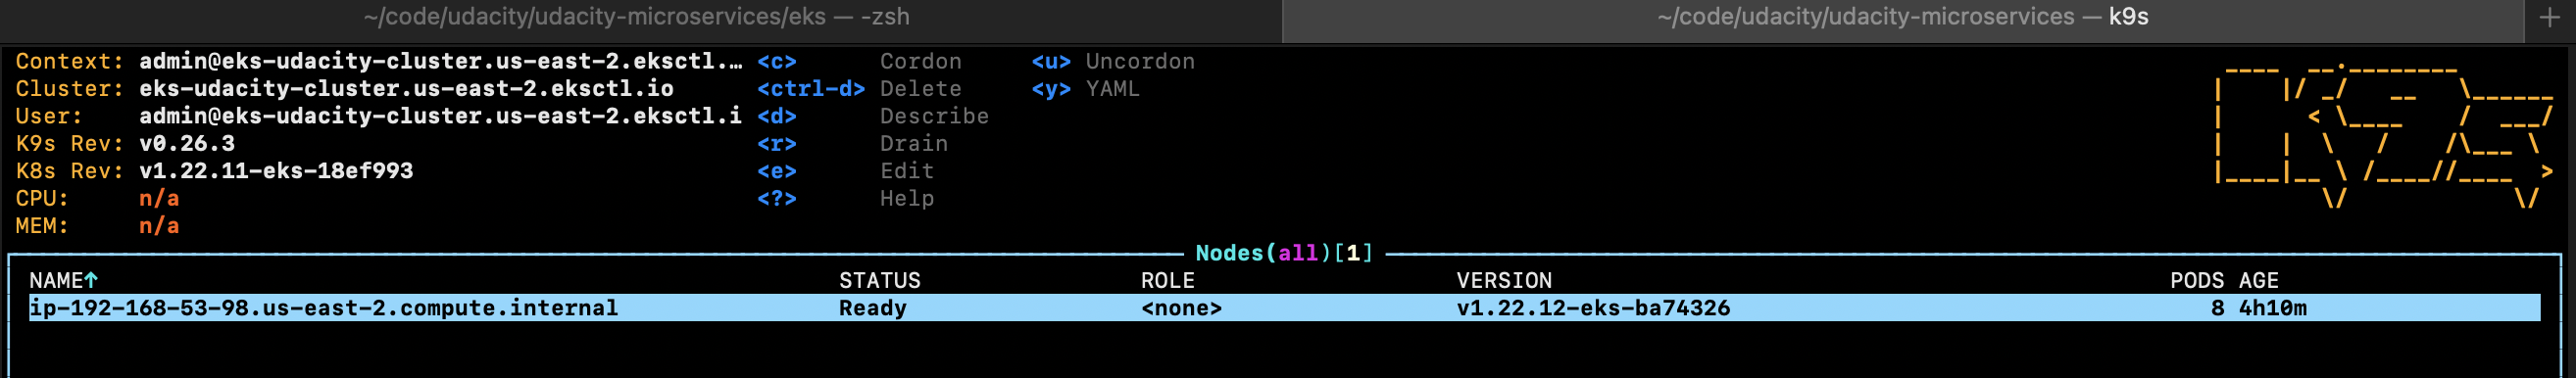 ~/code/udacity/udacity-microservices/eks — -zsh ~/code/udacity/udacity-microservices — k9s +
Context: admin@eks-udacity-cluster.us-east-2.eksctl.… <c> Cordon <u> Uncordon
Cluster: eks-udacity-cluster.us-east-2.eksctl.io <ctrl-d> Delete <y> YAML
User: admin@eks-udacity-cluster.us-east-2.eksctl.i <d> Describe
K9s Rev: v0.26.3 <r> Drain
K8s Rev: v1.22.11-eks-18ef993 <e> Edit
CPU: n/a <?> Help
MEM: n/a
Nodes(all)[1]
NAME↑ STATUS ROLE VERSION PODS AGE
ip-192-168-53-98.us-east-2.compute.internal Ready <none> v1.22.12-eks-ba74326 8 4h10m